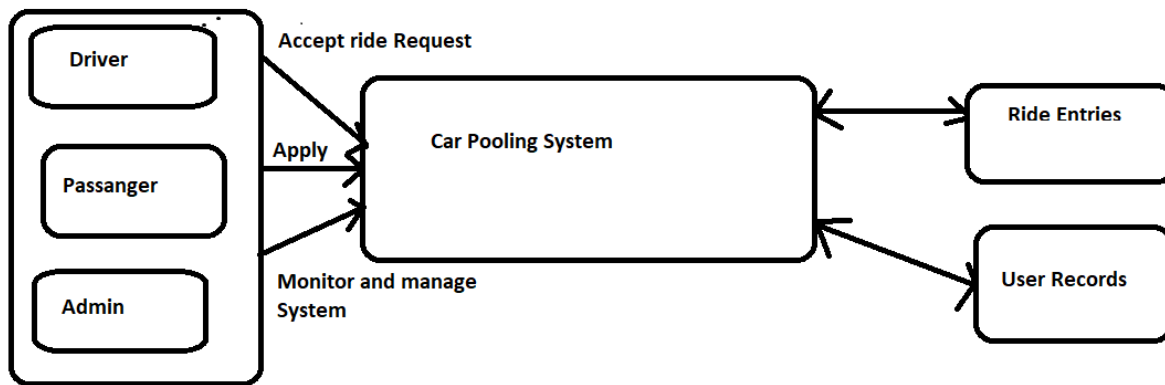 Driver
Passanger
Admin
Accept ride Request
Apply
Monitor and manage
System
Car Pooling System
Ride Entries
User Records